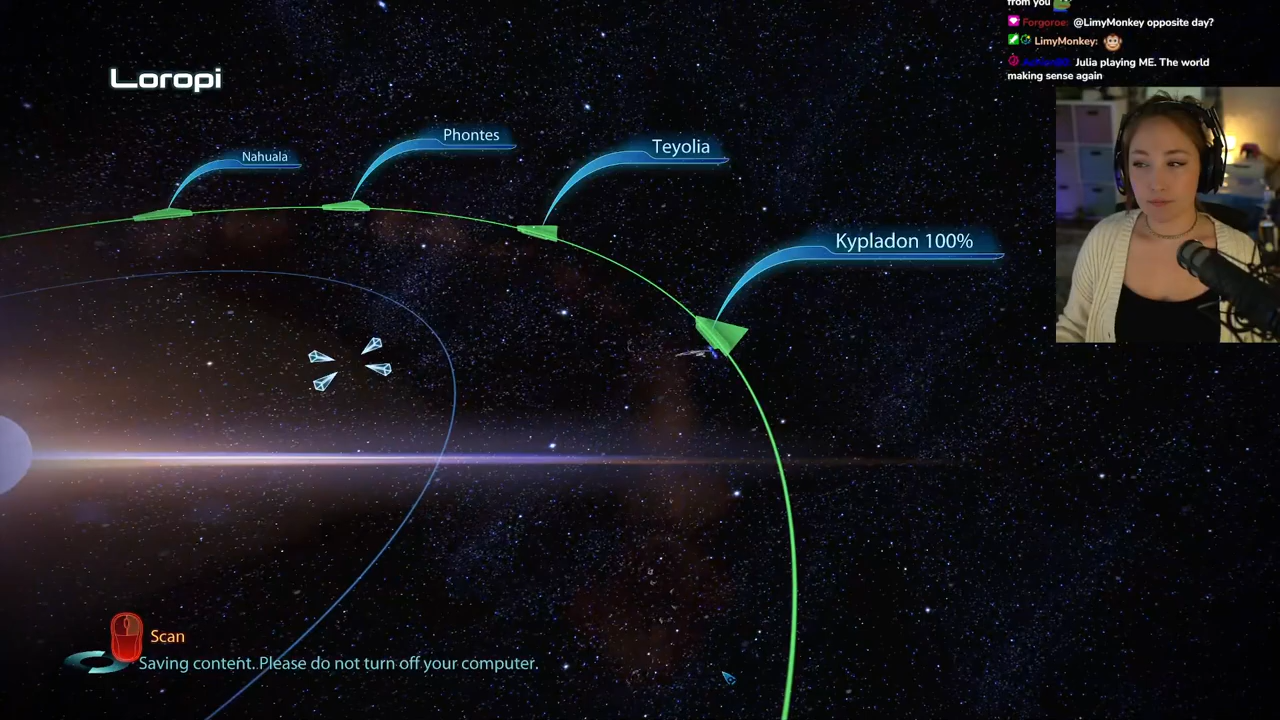 from you
Forgoroe: @LimyMonkey opposite day?
LimyMonkey:
Julia playing ME. The world
making sense again
Loropi
Nahuala
Phontes
Teyolia
Kypladon 100%
Scan
Saving content. Please do not turn off your computer.